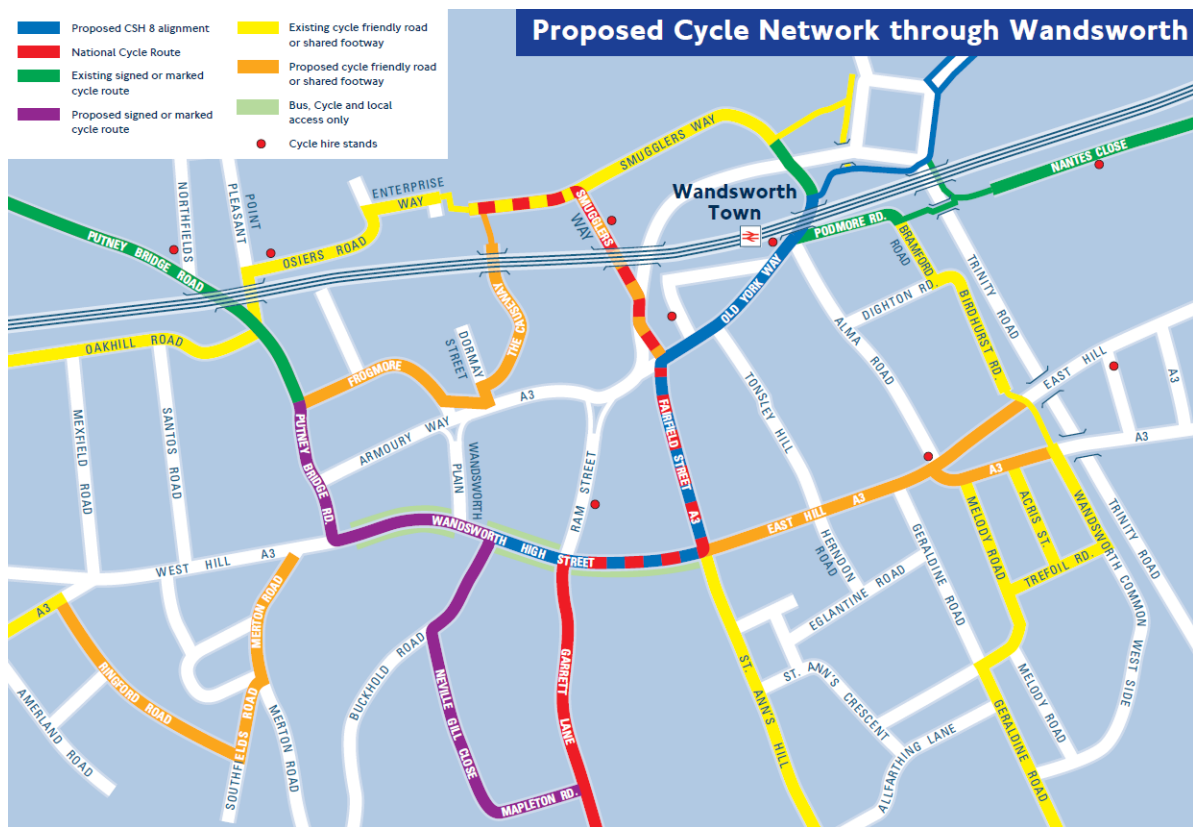 Proposed Cycle Network through Wandsworth
Proposed CSH 8 alignment
National Cycle Route
Existing signed or marked
cycle route
Proposed signed or marked
cycle route
Existing cycle friendly road
or shared footway
Proposed cycle friendly road
or shared footway
Bus, Cycle and local
access only
Cycle hire stands
SMUGGLERS WAY
NANTES CLOSE
NORTHFIELDS
POINT
PLEASANT
ENTERPRISE
WAY
SMUGGLERS
WAY
Wandsworth
Town
PODMORE RD.
BRAMFORD
ROAD
PUTNEY BRIDGE ROAD
OSIERS ROAD
TRINITY ROAD
OLD YORK WAY
DIGHTON RD.
BIRDHURST RD.
THE CAUSEWAY
DORMAY
STREET
OAKHILL ROAD
ALMA ROAD
EAST HILL
A3
FROGMORE
A3
TONSLEY HILL
MEXFIELD ROAD
SANTOS ROAD
PUTNEY BRIDGE RD.
ARMOURY WAY
WANDSWORTH
PLAIN
RAM STREET
FAIRFIELD STREET
A3
A3
A3
EAST HILL
A3
MELODY ROAD
ACRIS ST.
WANDSWORTH COMMON
WEST SIDE
TRINITY ROAD
WANDSWORTH HIGH STREET
WEST HILL
A3
HERNDON
ROAD
GERALDINE ROAD
TREFOIL RD.
EGLANTINE ROAD
A3
MERTON ROAD
RINGFORD ROAD
BUCKHOLD ROAD
GARRETT LANE
ST. ANN'S HILL
ST. ANN'S
CRESCENT
MELODY ROAD
AMERLAND ROAD
SOUTHFIELDS ROAD
MERTON ROAD
NEVILLE GILL CLOSE
MAPLETON RD.
ALLFARTHING LANE
GERALDINE ROAD